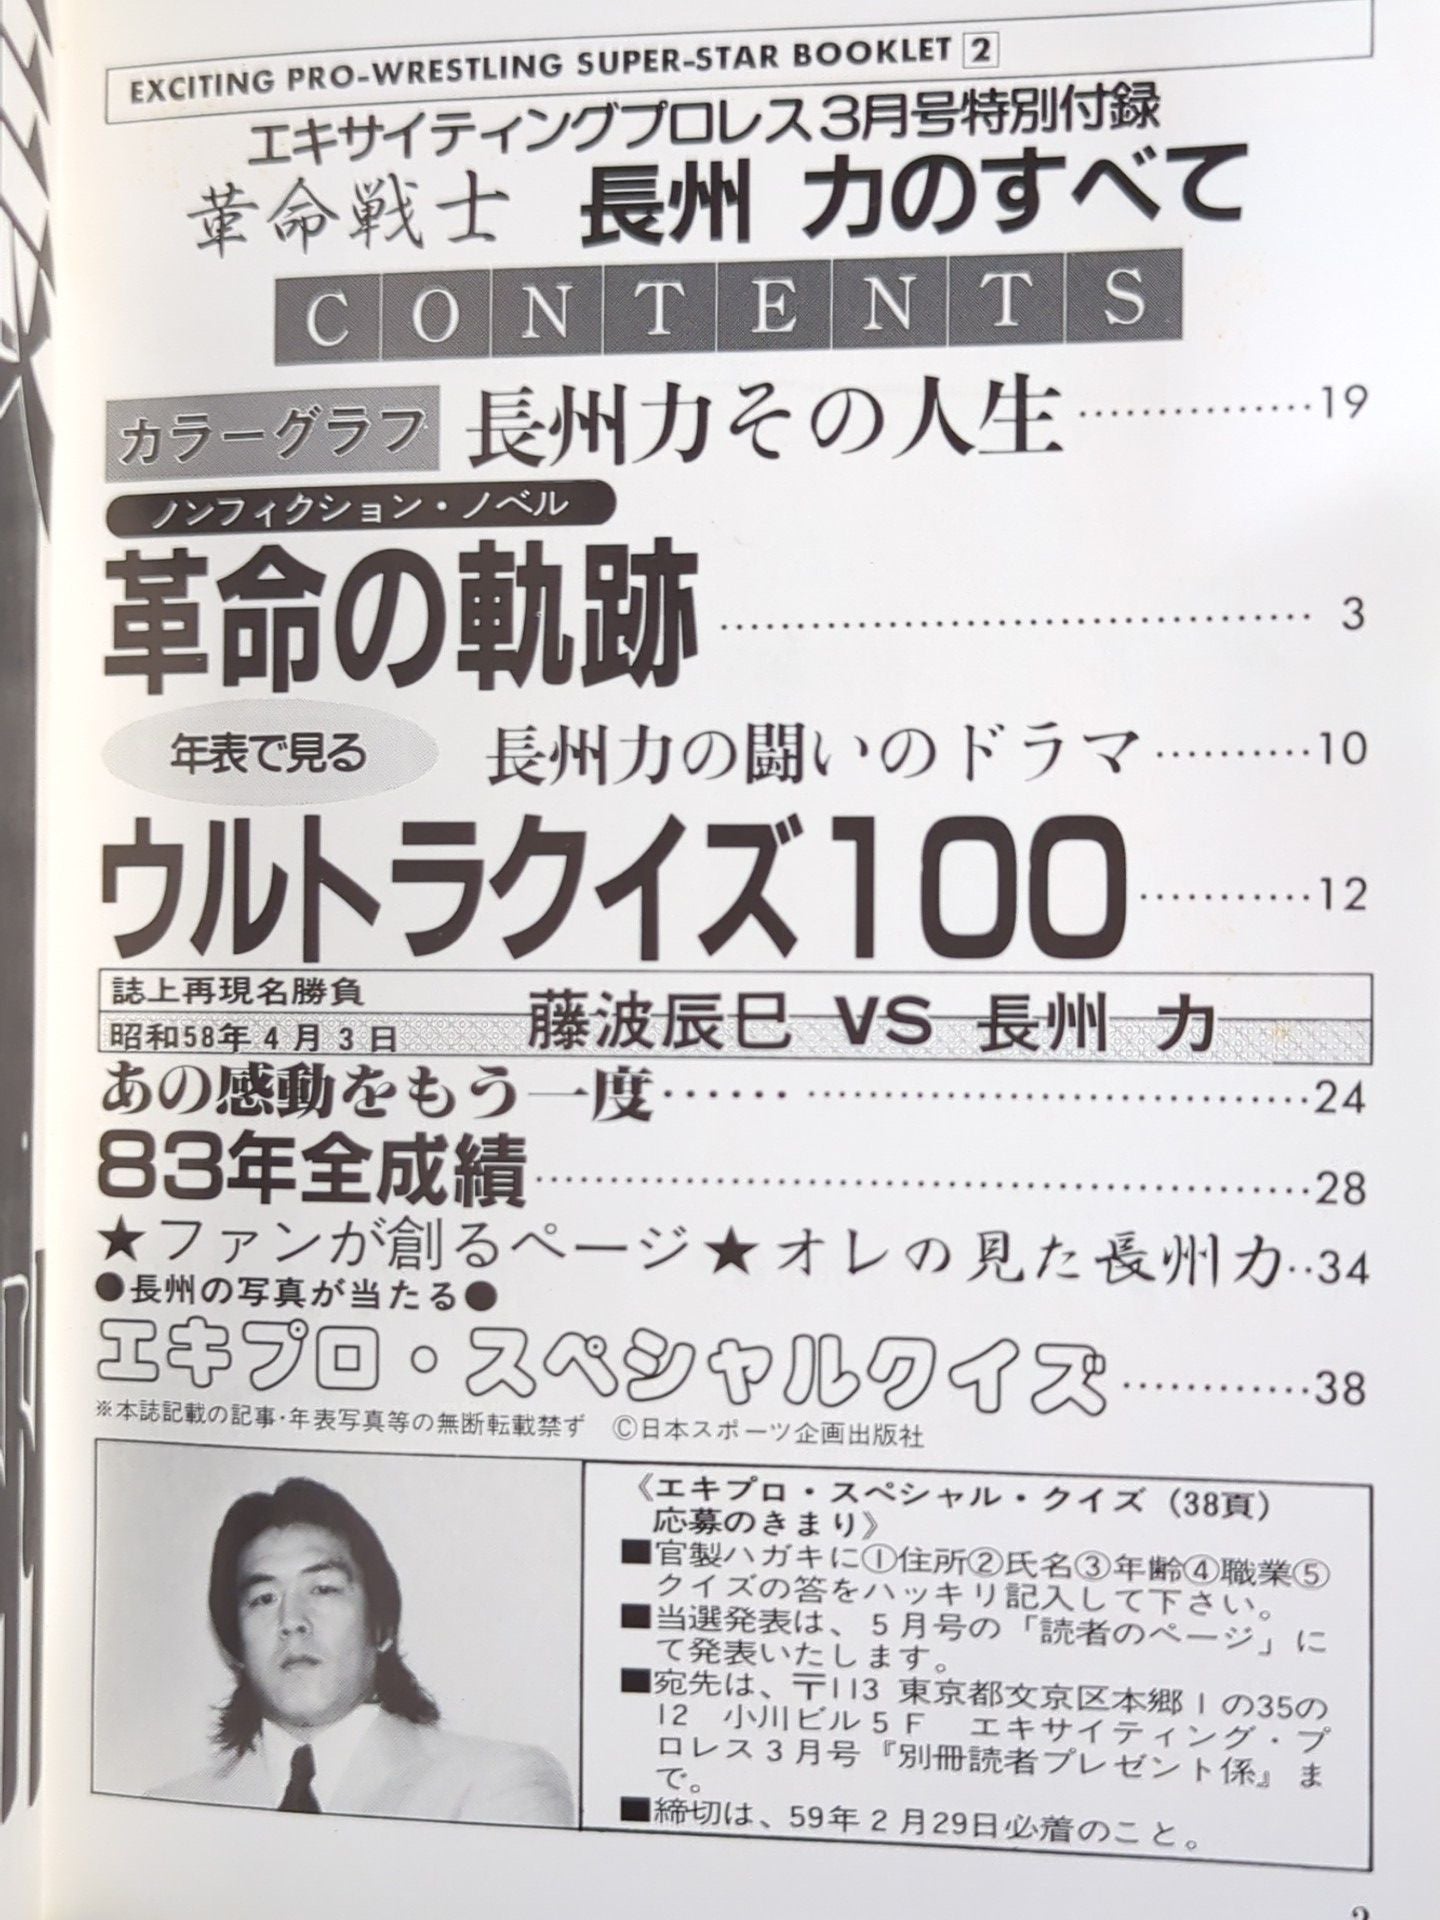 EXCITING PRO-WRESTLING SUPER-STAR BOOKLET 2
エキサイティングプロレス3月号特別付録
革命戦士 長州 力のすべて
CONTENTS
カラーグラフ 長州力その人生……………19
ノンフィクション・ノベル
革命の軌跡……………3
年表で見る 長州力の闘いのドラマ……………10
ウルトラクイズ100……………12
誌上再現名勝負
昭和58年4月3日 藤波辰巳 VS 長州 力
あの感動をもう一度……………24
83年全成績……………28
★ファンが創るページ★オレの見た長州力‥34
●長州の写真が当たる●
エキプロ・スペシャルクイズ……………38
※本誌記載の記事・年表写真等の無断転載禁ず Ⓒ日本スポーツ企画出版社
《エキプロ・スペシャル・クイズ（38頁）
応募のきまり》
■官製ハガキに①住所②氏名③年齢④職業⑤
クイズの答をハッキリ記入して下さい。
■当選発表は、5月号の「読者のページ」に
て発表いたします。
■宛先は、〒113 東京都文京区本郷1の35の
12 小川ビル5F エキサイティング・プ
ロレス3月号『別冊読者プレゼント係』ま
で。
■締切は、59年2月29日必着のこと。